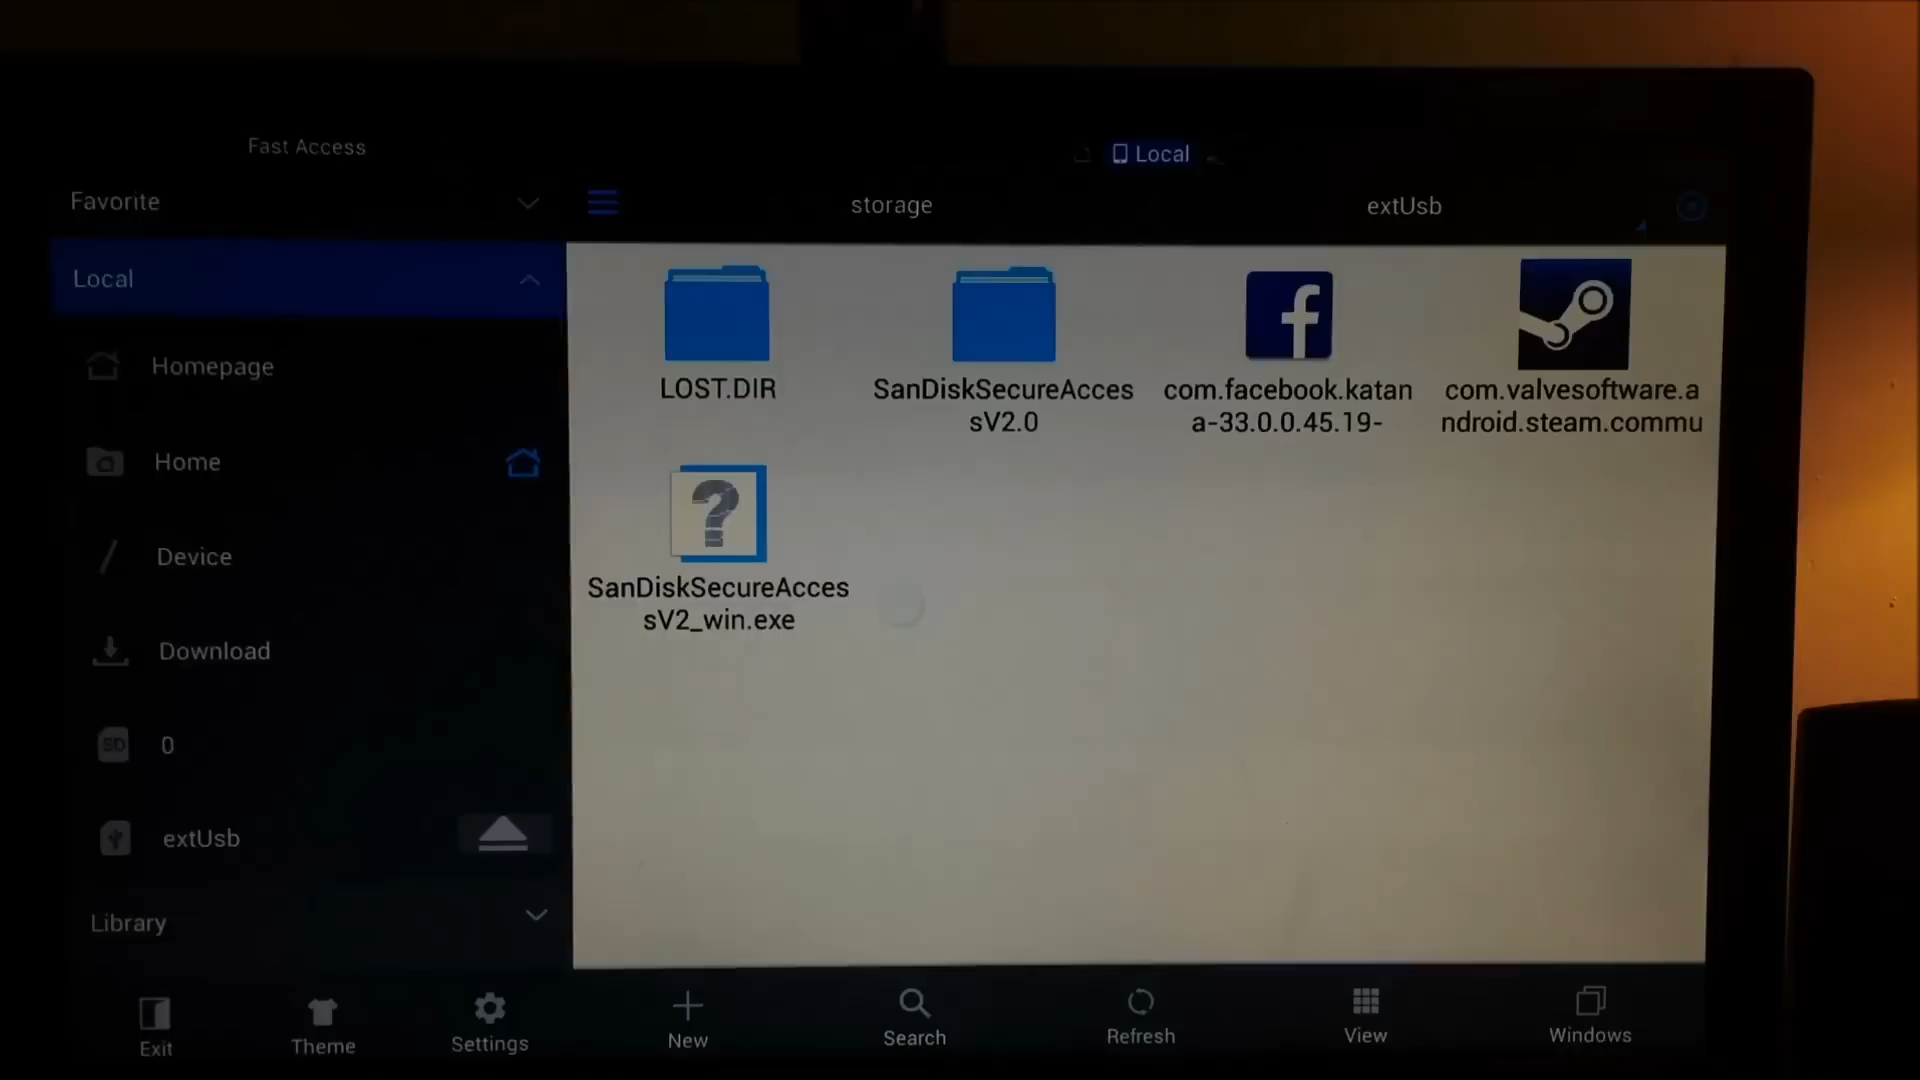 Fast Access
Local
Favorite
storage
extUsb
Local
Homepage
Home
Device
Download
SD 0
extUsb
Library
LOST.DIR
SanDiskSecureAcces
sV2.0
com.facebook.katan
a-33.0.0.45.19-
com.valvesoftware.a
ndroid.steam.commu
SanDiskSecureAcces
sV2_win.exe
Exit
Theme
Settings
New
Search
Refresh
View
Windows